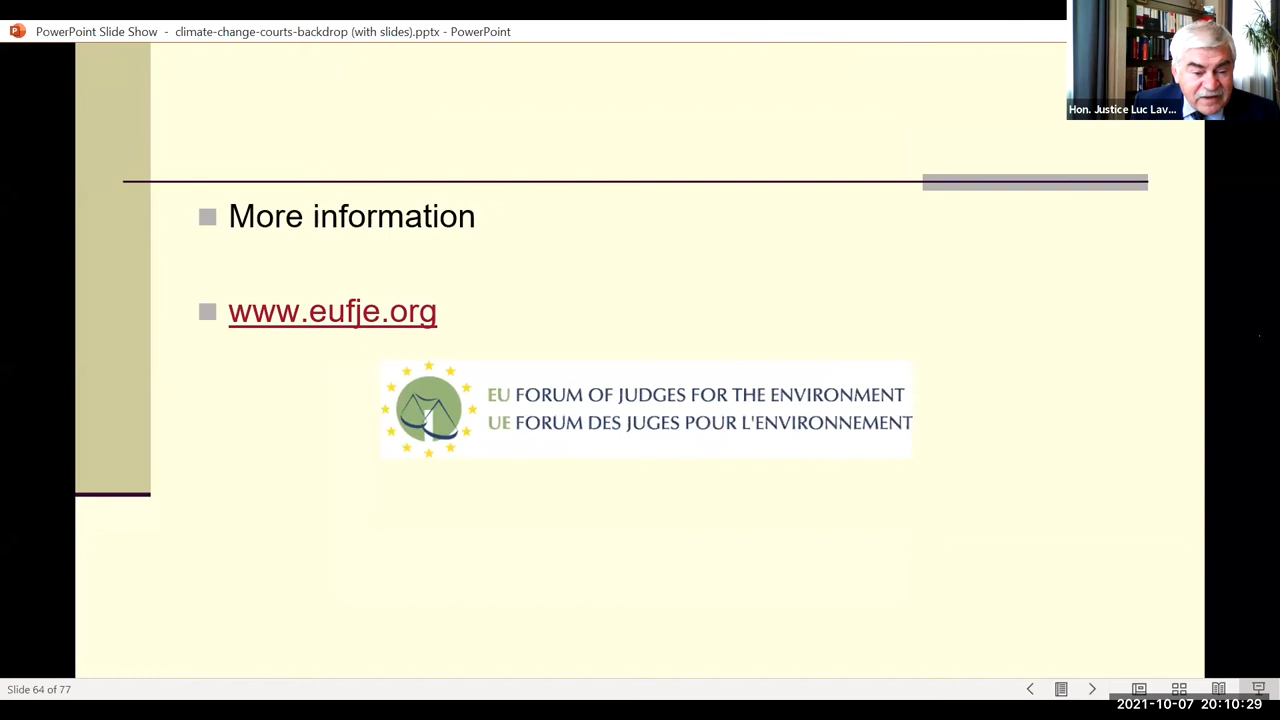 PowerPoint Slide Show - climate-change-courts-backdrop (with slides).pptx - PowerPoint
Hon. Justice Luc Lav...
More information
www.eufje.org
EU FORUM OF JUDGES FOR THE ENVIRONMENT
UE FORUM DES JUGES POUR L'ENVIRONNEMENT
Slide 64 of 77
2021-10-07 20:10:29